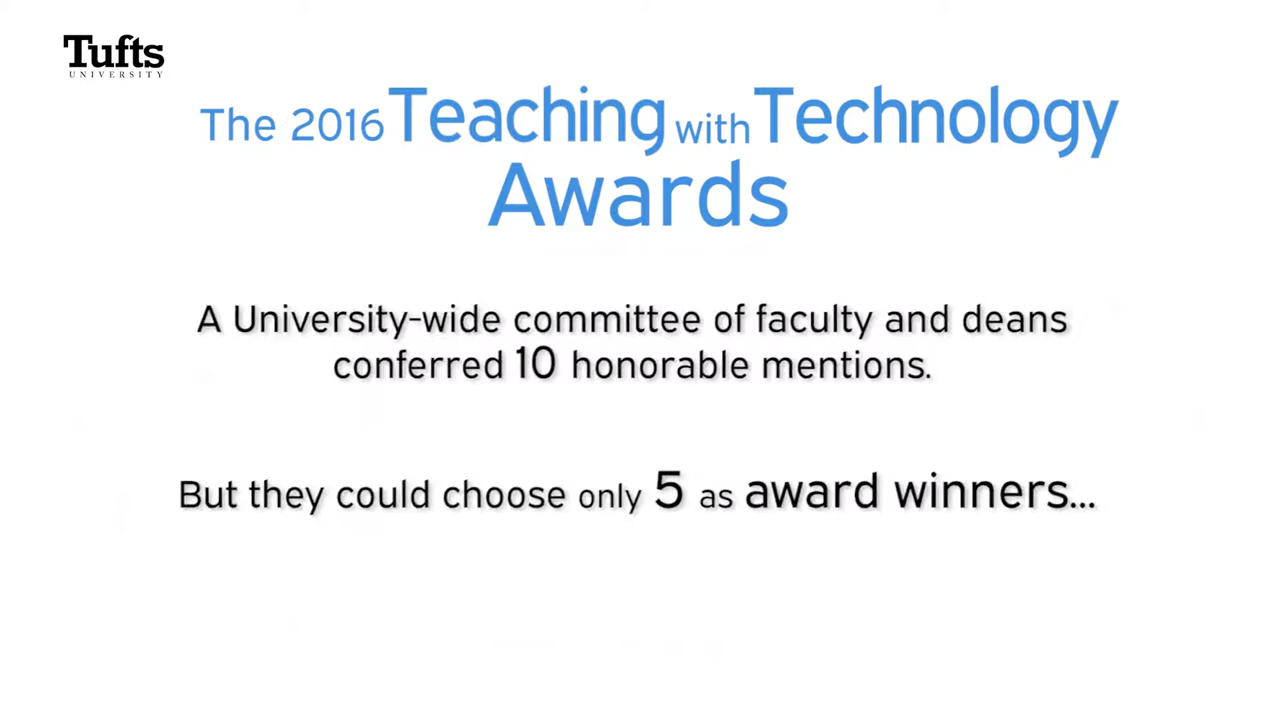 Tufts
UNIVERSITY
The 2016 Teaching with Technology
Awards
A University-wide committee of faculty and deans
conferred 10 honorable mentions.
But they could choose only 5 as award winners...